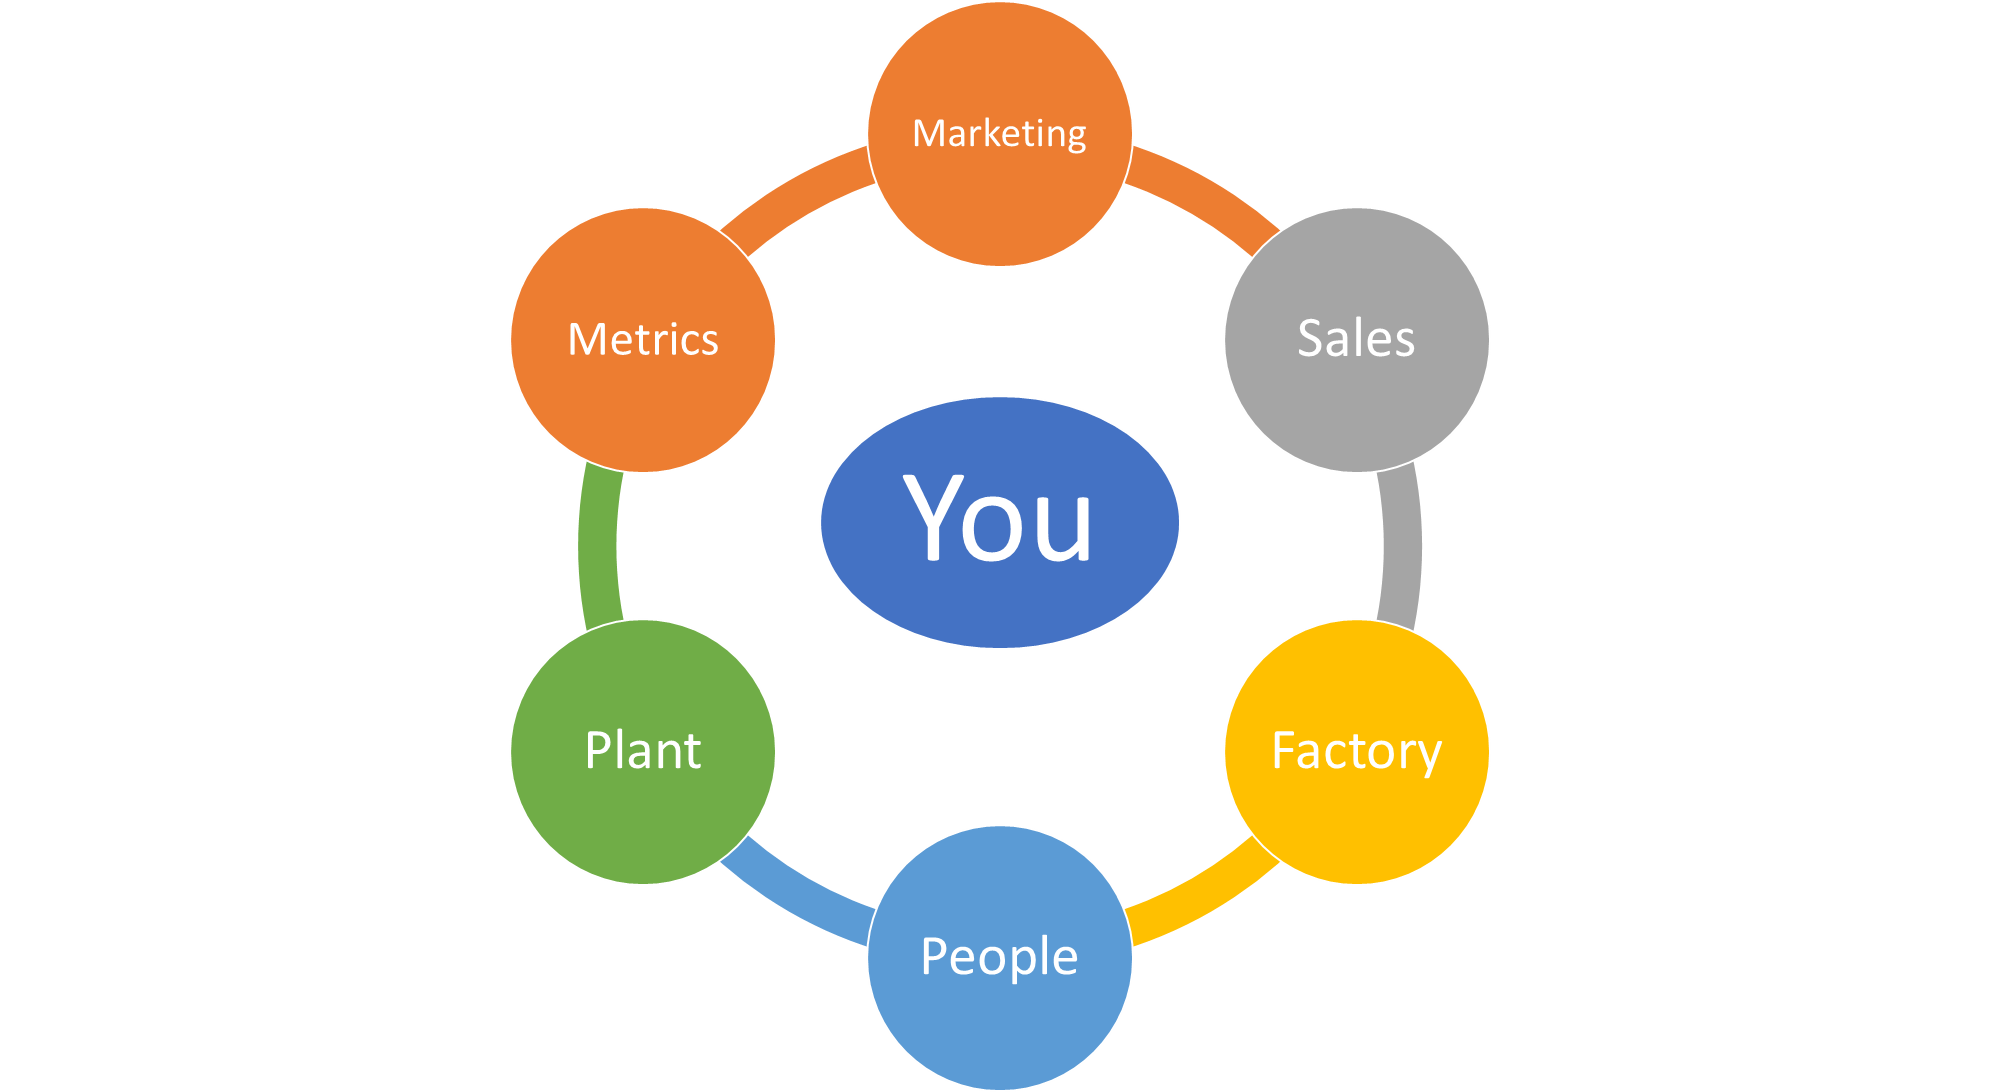 Marketing
Metrics
Sales
You
Plant
Factory
People